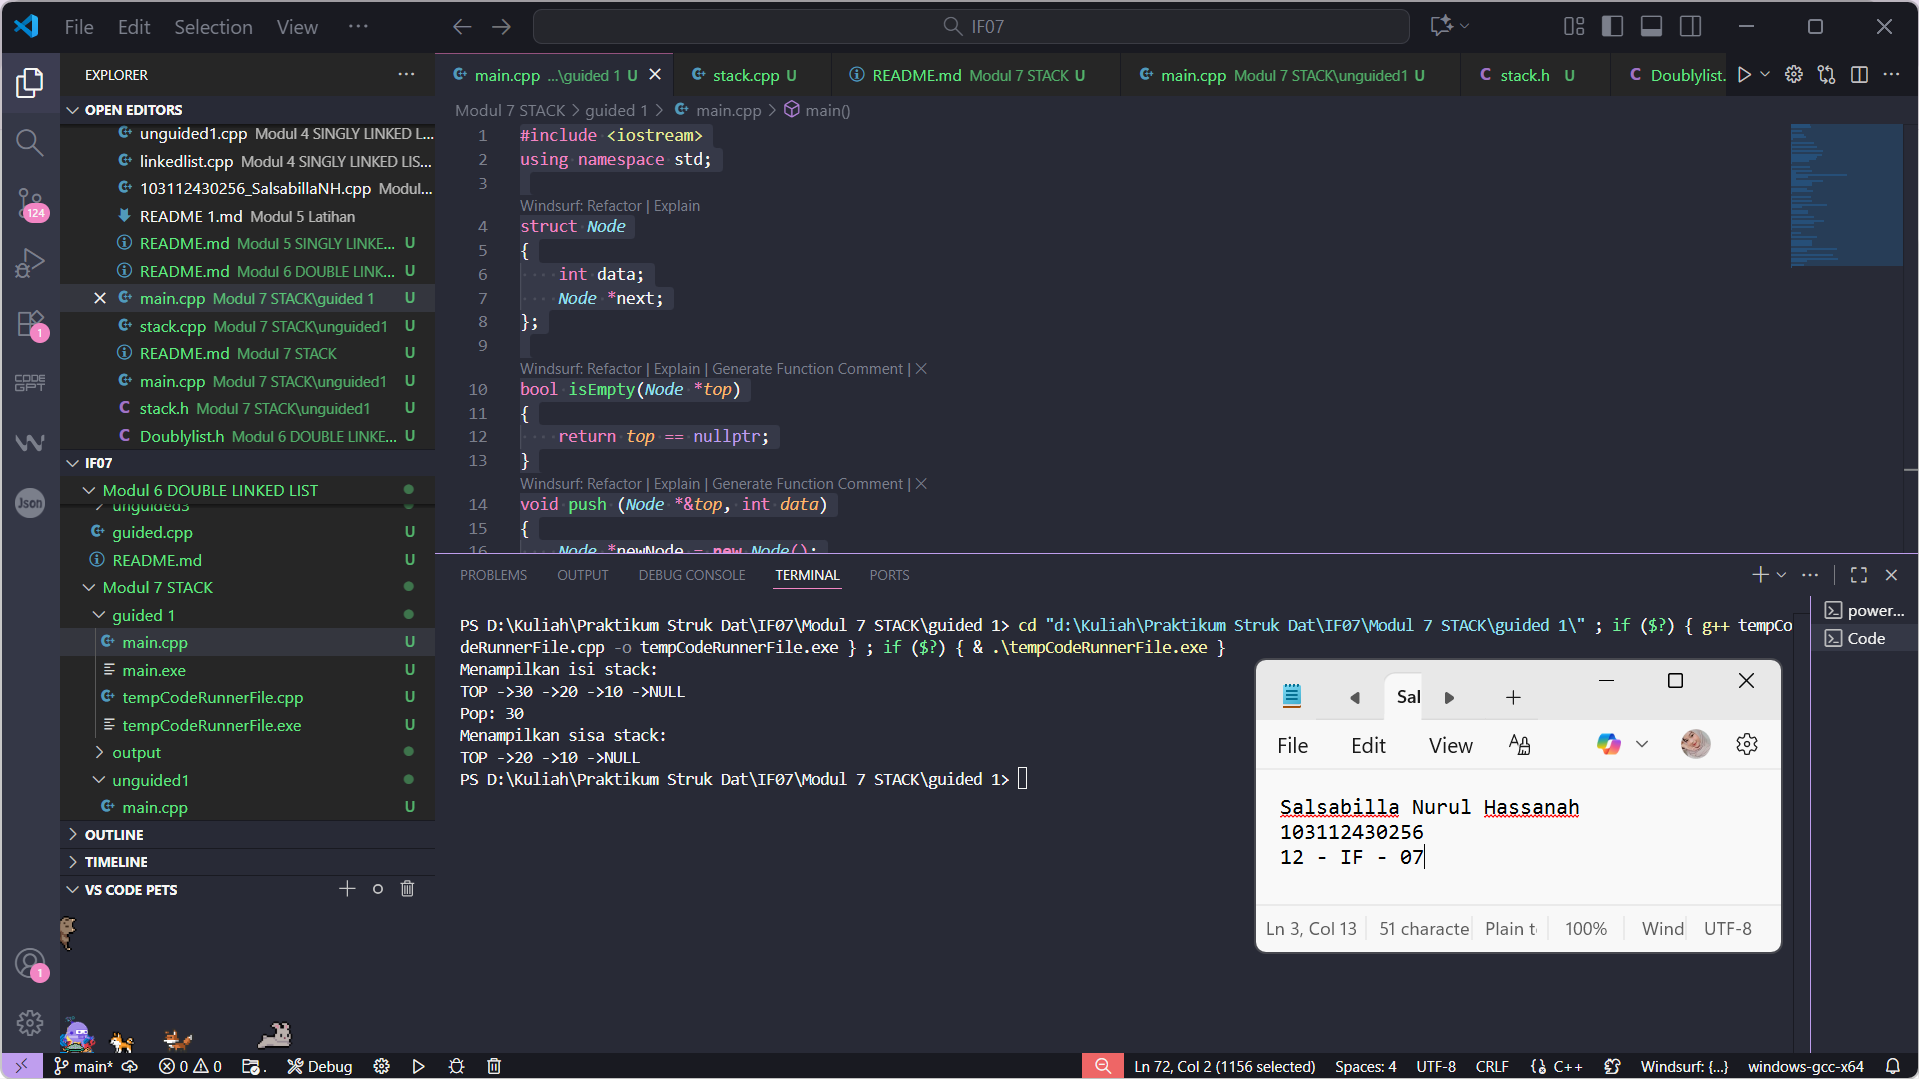 File Edit Selection View ···
IF07
EXPLORER
OPEN EDITORS
unguided1.cpp Modul 4 SINGLY LINKED L...
linkedlist.cpp Modul 4 SINGLY LINKED LIS...
103112430256_SalsabillaNH.cpp Modul...
README 1.md Modul 5 Latihan
README.md Modul 5 SINGLY LINKE... U
README.md Modul 6 DOUBLE LINK... U
main.cpp Modul 7 STACK\guided 1 U
stack.cpp Modul 7 STACK\unguided1 U
README.md Modul 7 STACK U
main.cpp Modul 7 STACK\unguided1 U
stack.h Modul 7 STACK\unguided1 U
Doublylist.h Modul 6 DOUBLE LINKE... U
IF07
Modul 6 DOUBLE LINKED LIST
unguided3
guided.cpp U
README.md U
Modul 7 STACK
guided 1
main.cpp U
main.exe U
tempCodeRunnerFile.cpp U
tempCodeRunnerFile.exe U
output
unguided1
main.cpp U
OUTLINE
TIMELINE
VS CODE PETS
124
1
CODE GPT
Json
1
main.cpp ...\guided 1 U
stack.cpp U
README.md Modul 7 STACK U
main.cpp Modul 7 STACK\unguided1 U
stack.h U
Doublylist.
Modul 7 STACK > guided 1 > main.cpp > main()
1 #include <iostream>
2 using namespace std;
3
Windsurf: Refactor | Explain
4 struct Node
5 {
6 int data;
7 Node *next;
8 };
9
Windsurf: Refactor | Explain | Generate Function Comment | ×
10 bool isEmpty(Node *top)
11 {
12 return top == nullptr;
13 }
Windsurf: Refactor | Explain | Generate Function Comment | ×
14 void push (Node *&top, int data)
15 {
16 Node *newNode = new Node();
PROBLEMS OUTPUT DEBUG CONSOLE TERMINAL PORTS
power...
Code
PS D:\Kuliah\Praktikum Struk Dat\IF07\Modul 7 STACK\guided 1> cd "d:\Kuliah\Praktikum Struk Dat\IF07\Modul 7 STACK\guided 1\" ; if ($?) { g++ tempCo
deRunnerFile.cpp -o tempCodeRunnerFile.exe } ; if ($?) { & .\tempCodeRunnerFile.exe }
Menampilkan isi stack:
TOP ->30 ->20 ->10 ->NULL
Pop: 30
Menampilkan sisa stack:
TOP ->20 ->10 ->NULL
PS D:\Kuliah\Praktikum Struk Dat\IF07\Modul 7 STACK\guided 1>
Sal
File Edit View
Salsabilla Nurul Hassanah
103112430256
12 - IF - 07
Ln 3, Col 13 51 characte Plain t 100% Wind UTF-8
main* 0 0 Debug
Ln 72, Col 2 (1156 selected) Spaces: 4 UTF-8 CRLF {} C++ Windsurf: {...} windows-gcc-x64